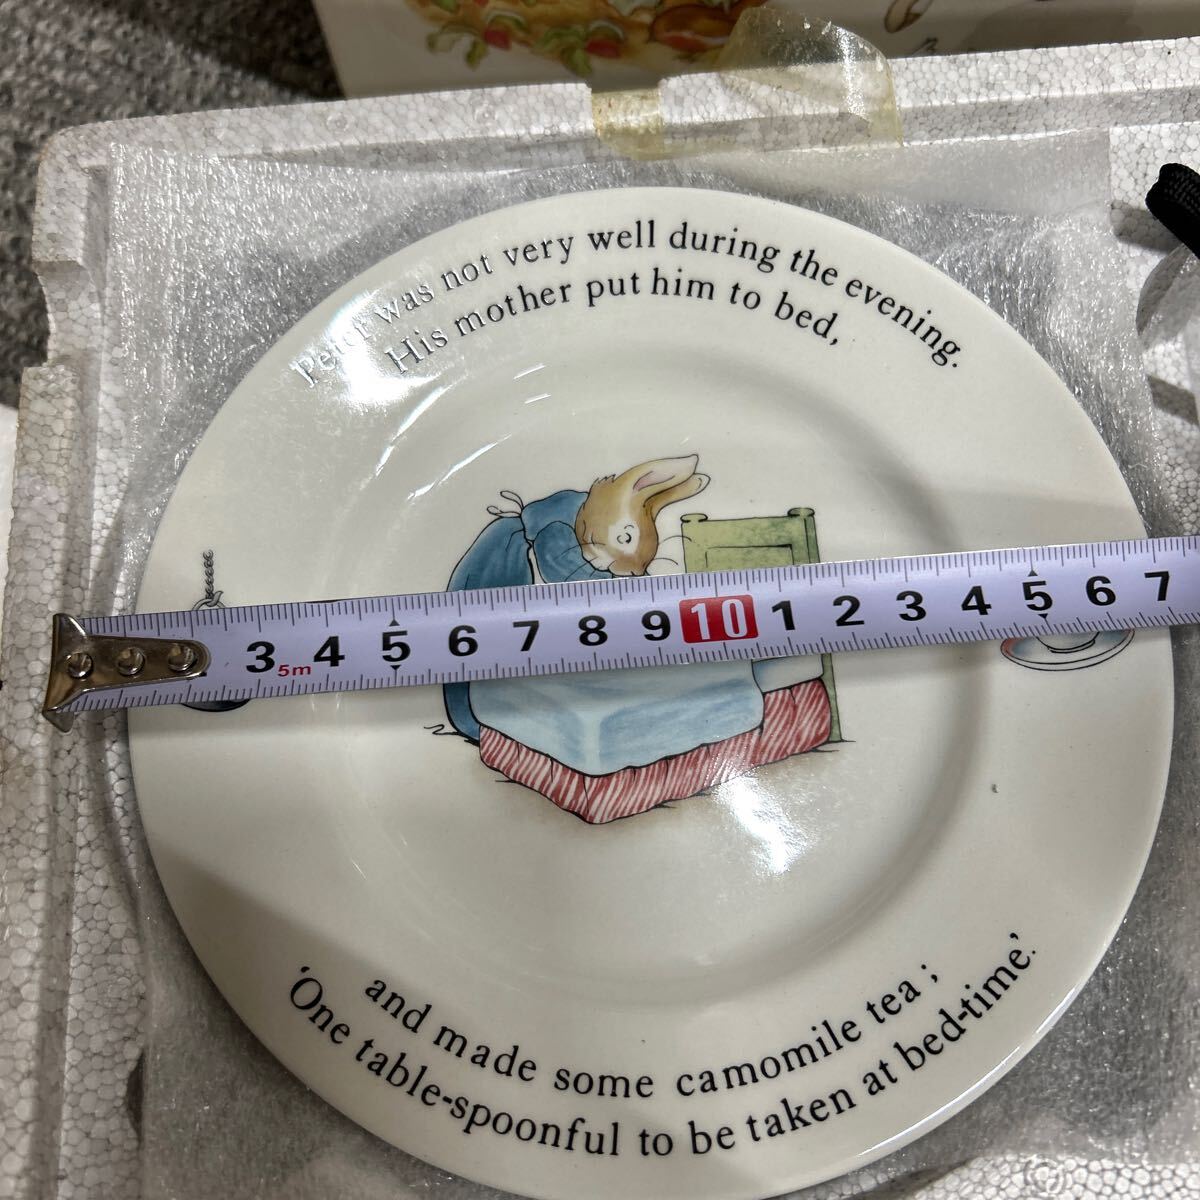 Peter was not very well during the evening.
His mother put him to bed,
3 4 5 6 7 8 9 10 1 2 3 4 5 6 7
5m
and made some camomile tea ;
'One table-spoonful to be taken at bed-time.'